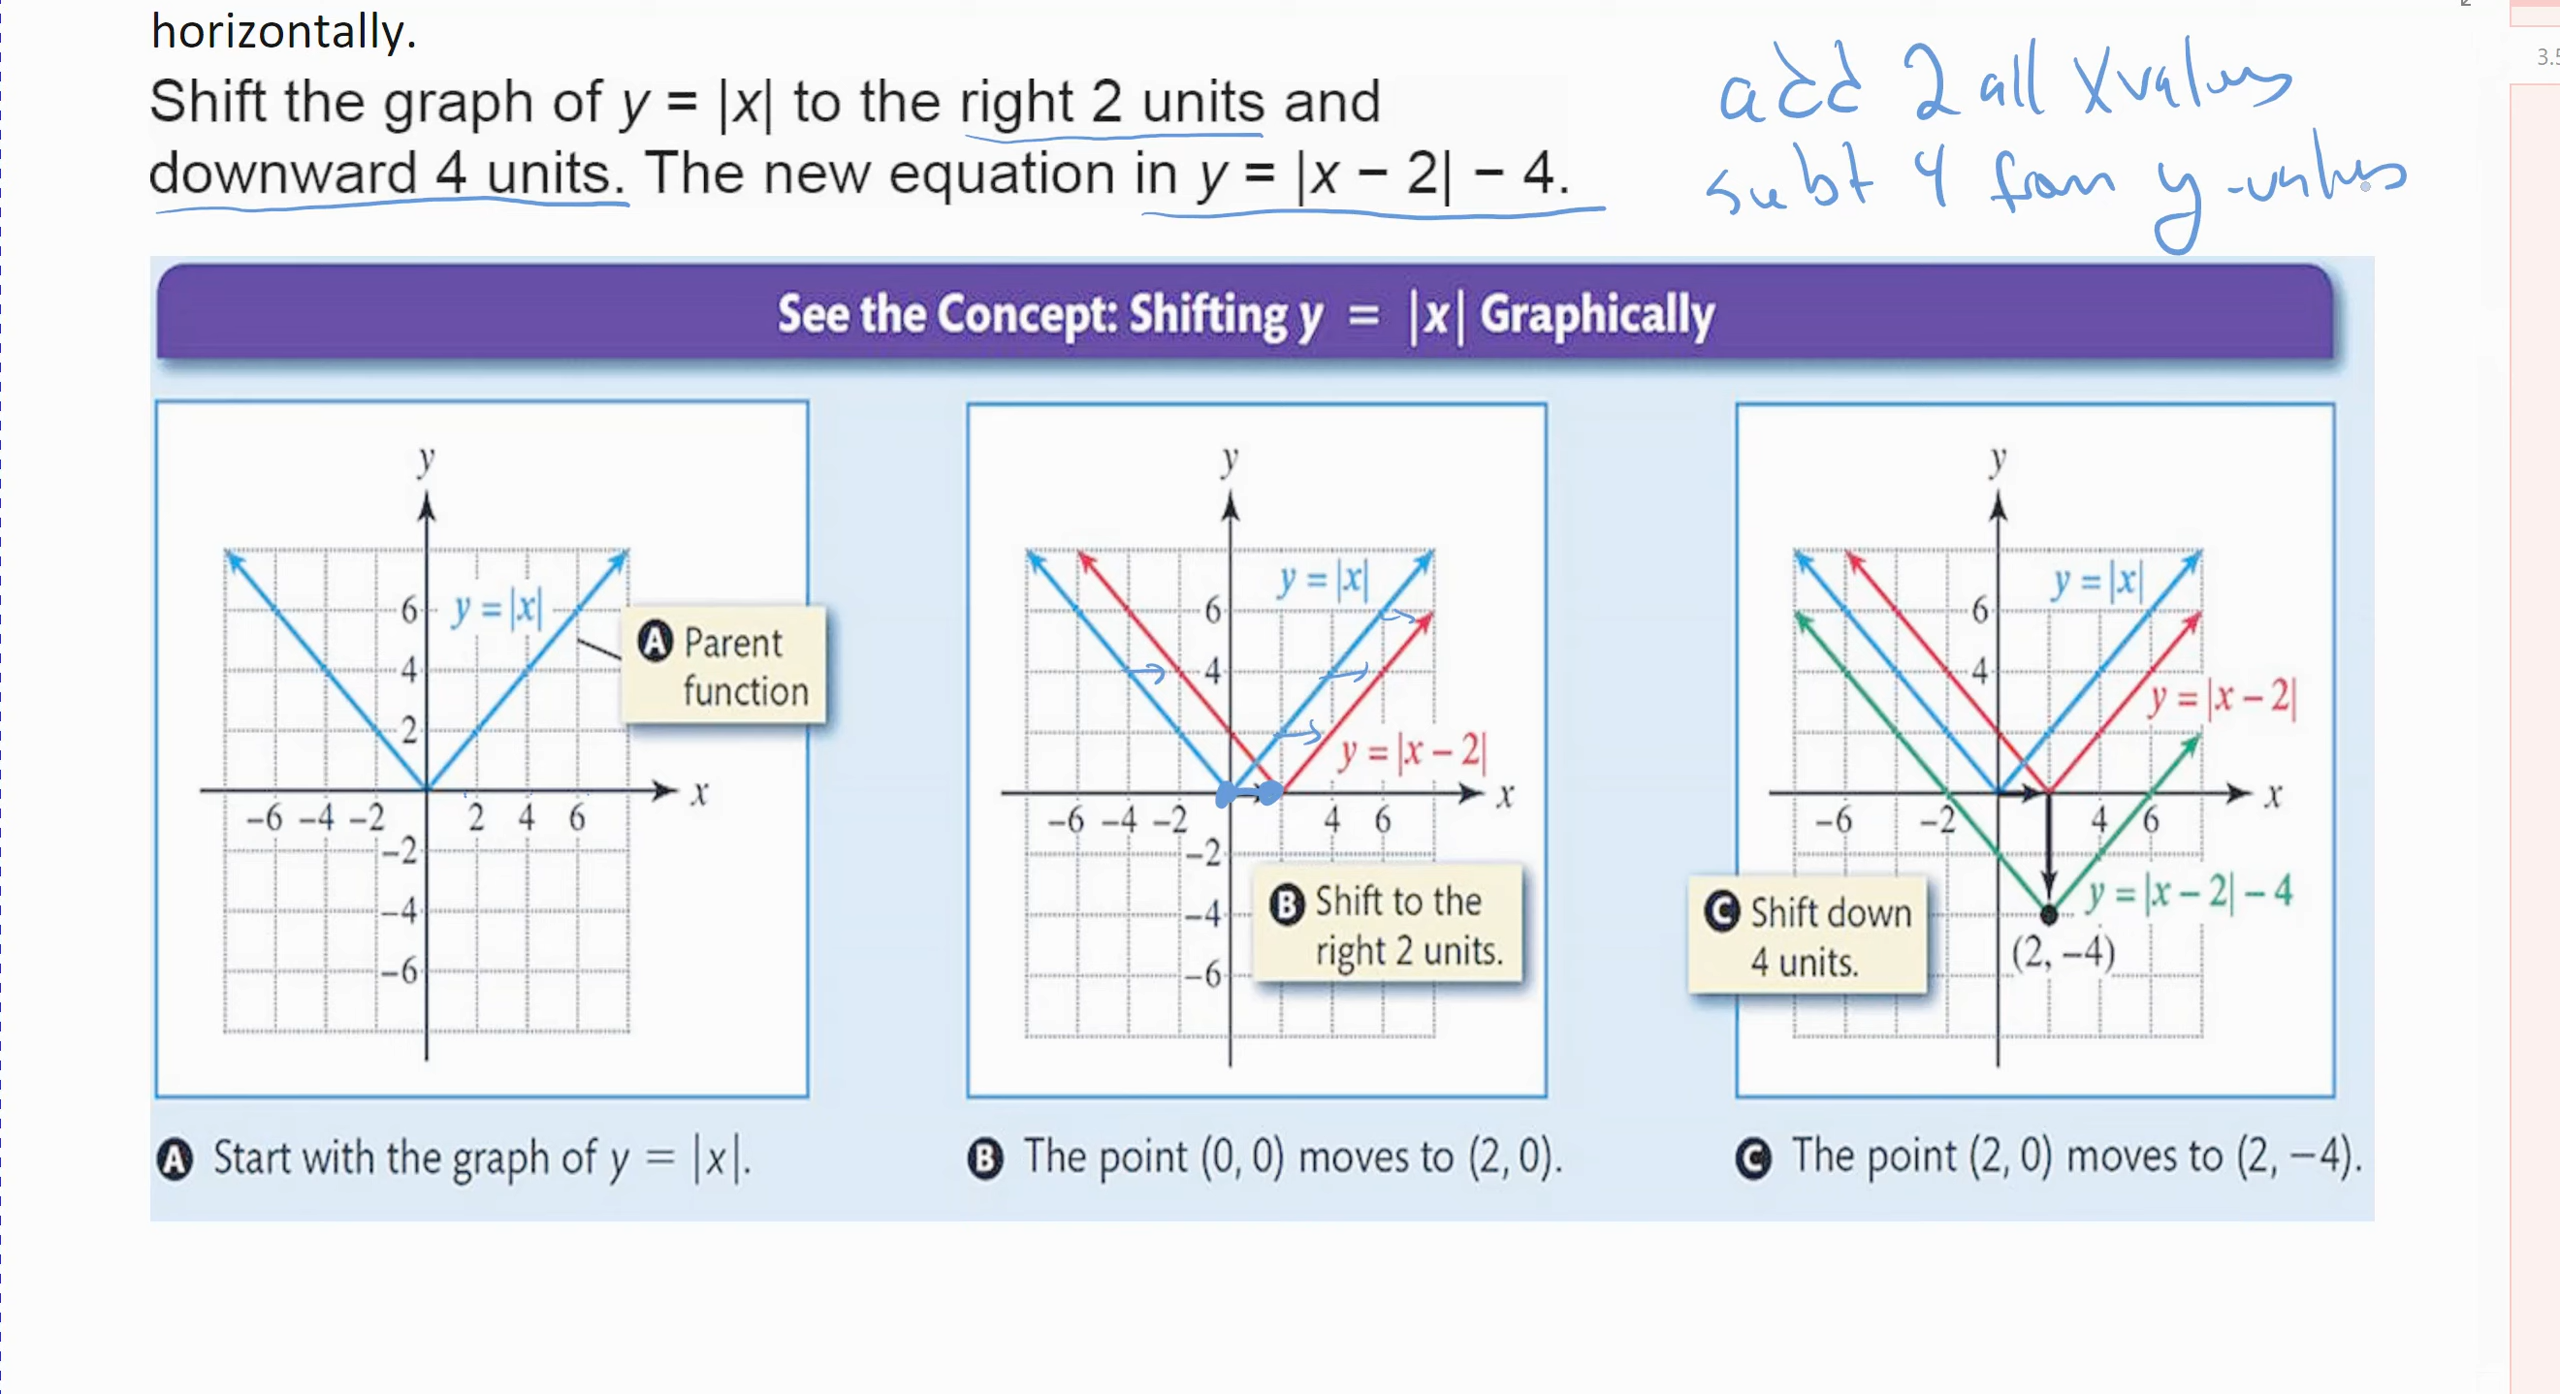 horizontally.
Shift the graph of y = |x| to the right 2 units and
downward 4 units. The new equation in y = |x − 2| − 4.
add 2 all x values
subt 4 from y-values
See the Concept: Shifting y = |x| Graphically
y
6
4
2
−6 −4 −2 2 4 6 x
−2
−4
−6
y = |x|
A Parent
function
y
6
4
y = |x|
y = |x − 2|
−6 −4 −2 4 6 x
−2
−4
−6
B Shift to the
right 2 units.
y
6
4
y = |x|
y = |x − 2|
−6 −2 4 6 x
y = |x − 2| − 4
(2, −4)
C Shift down
4 units.
A Start with the graph of y = |x|.
B The point (0, 0) moves to (2, 0).
C The point (2, 0) moves to (2, −4).